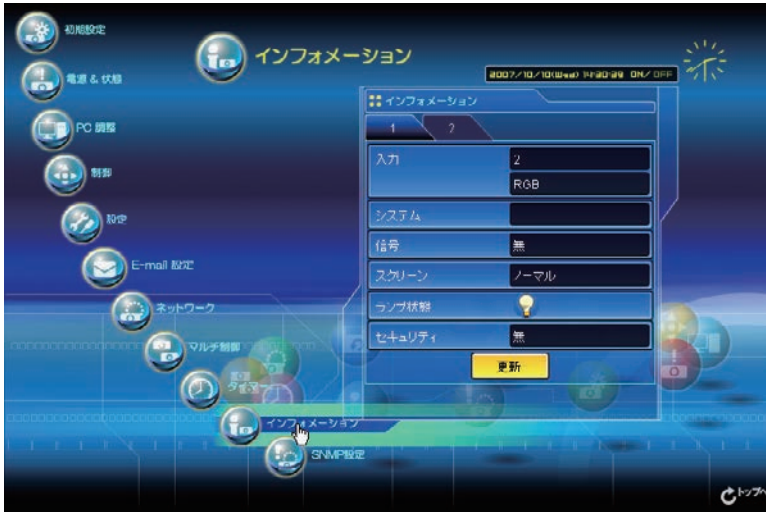 初期設定
インフォメーション
電源 & 状態
2007/10/10(Wed) 14:30:29 ON/OFF
インフォメーション
PC 調整
1 2
入力 2
RGB
制御
システム
設定
信号 無
E-mail 設定
スクリーン ノーマル
ネットワーク
ランプ状態
セキュリティ 無
マルチ制御
更新
タイマー
インフォメーション
SNMP設定
トップへ